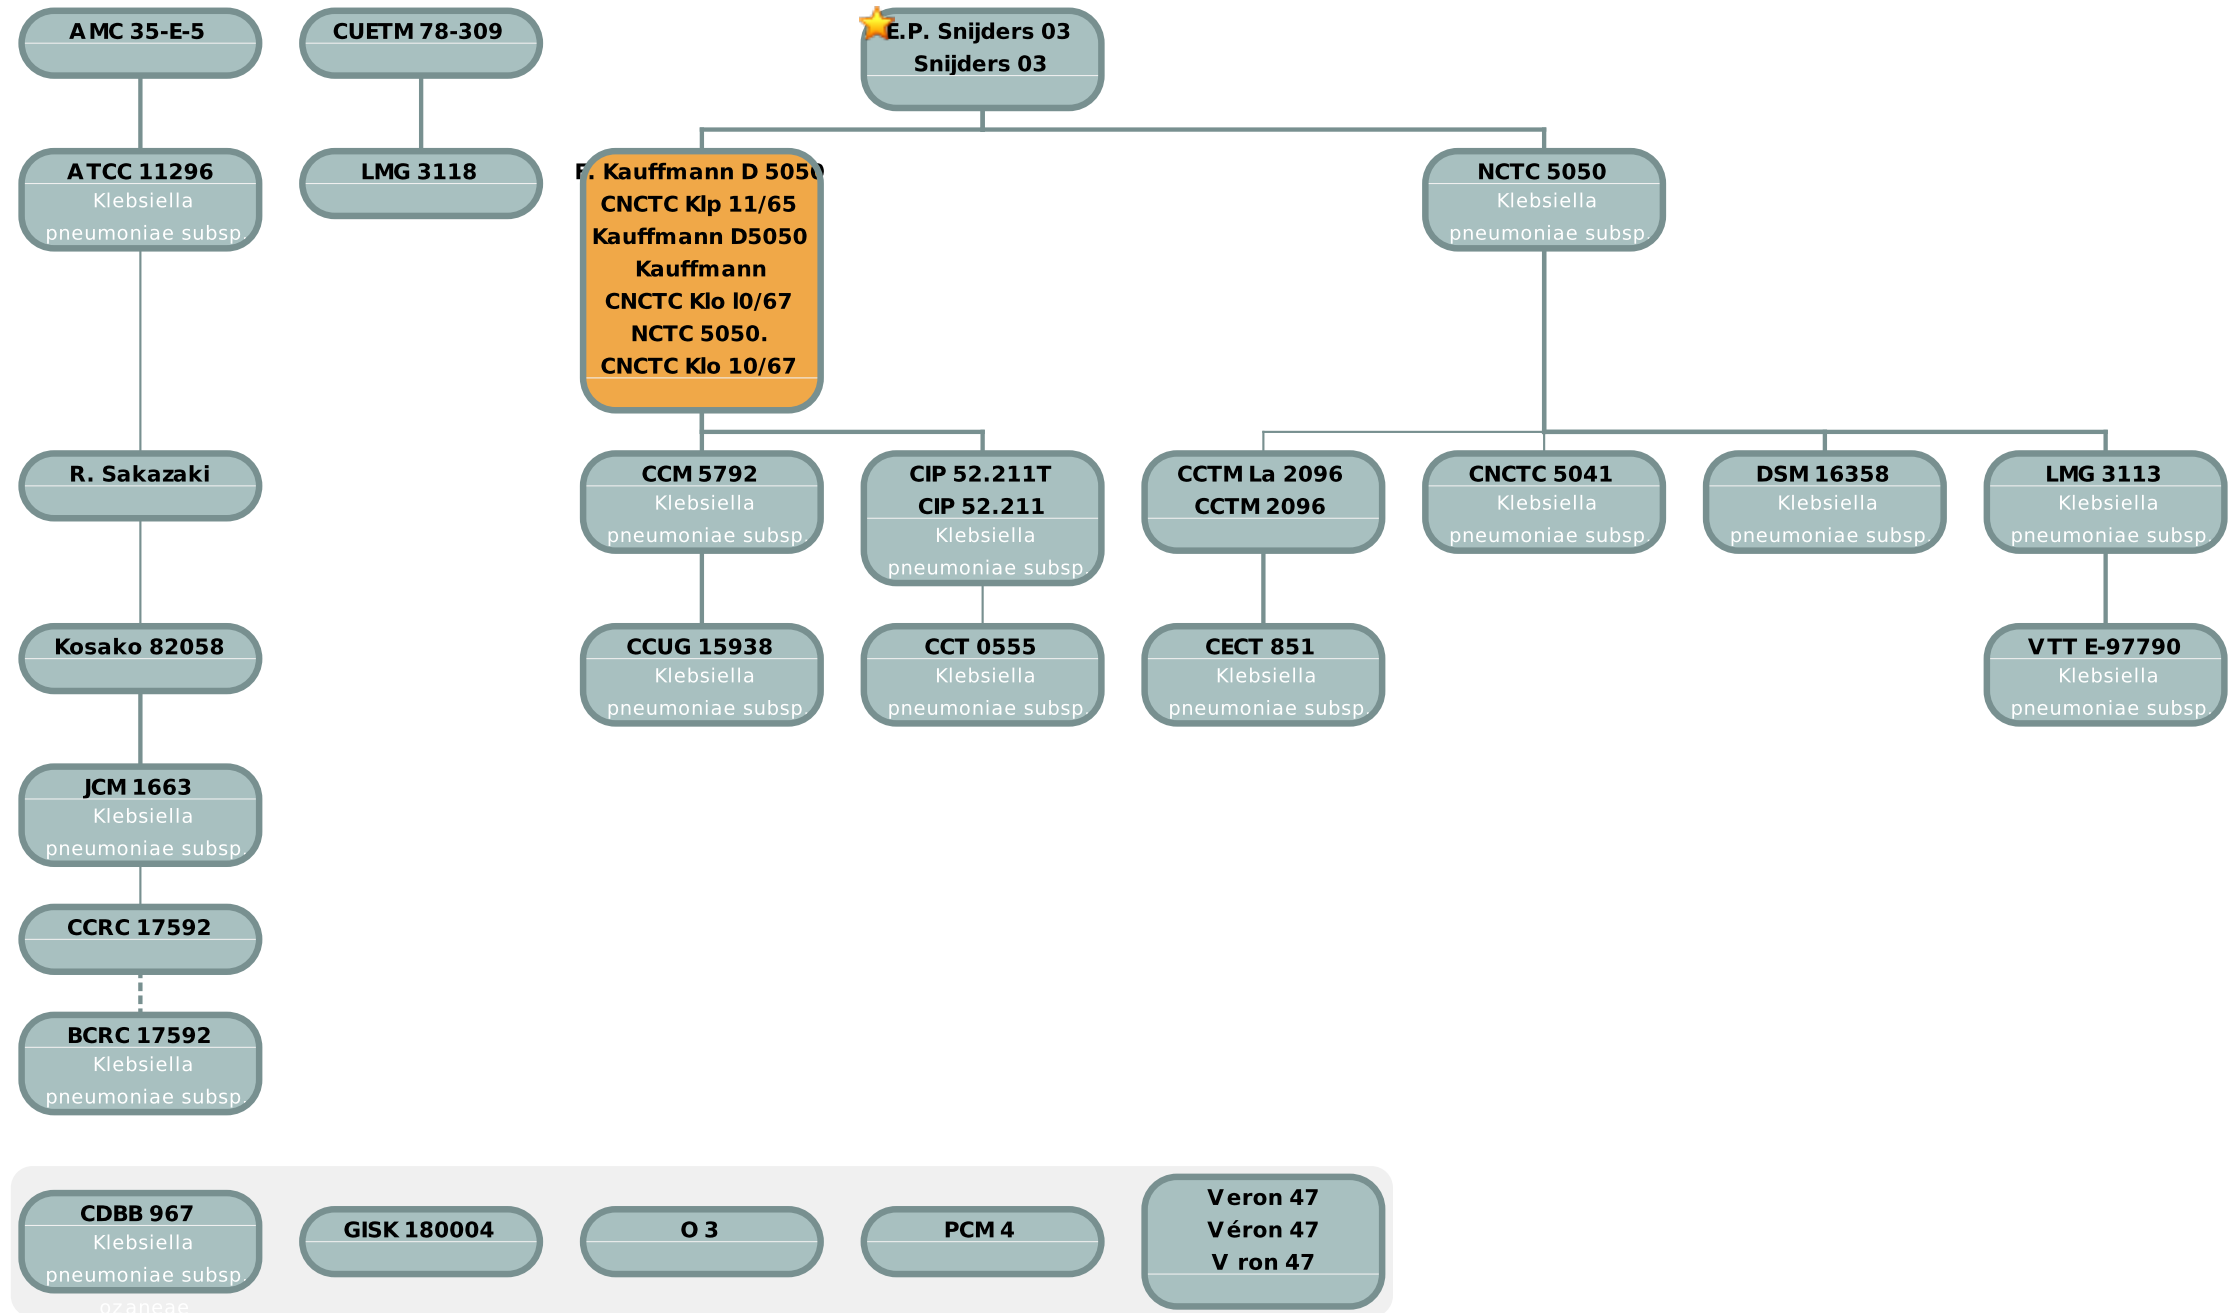 AMC 35-E-5
CUETM 78-309
E.P. Snijders 03
Snijders 03
ATCC 11296
Klebsiella
pneumoniae subsp.
LMG 3118
E. Kauffmann D 5050
CNCTC Klp 11/65
Kauffmann D5050
Kauffmann
CNCTC Klo l0/67
NCTC 5050.
CNCTC Klo 10/67
NCTC 5050
Klebsiella
pneumoniae subsp.
R. Sakazaki
CCM 5792
Klebsiella
pneumoniae subsp.
CIP 52.211T
CIP 52.211
Klebsiella
pneumoniae subsp.
CCTM La 2096
CCTM 2096
CNCTC 5041
Klebsiella
pneumoniae subsp.
DSM 16358
Klebsiella
pneumoniae subsp.
LMG 3113
Klebsiella
pneumoniae subsp.
Kosako 82058
CCUG 15938
Klebsiella
pneumoniae subsp.
CCT 0555
Klebsiella
pneumoniae subsp.
CECT 851
Klebsiella
pneumoniae subsp.
VTT E-97790
Klebsiella
pneumoniae subsp.
JCM 1663
Klebsiella
pneumoniae subsp.
CCRC 17592
BCRC 17592
Klebsiella
pneumoniae subsp.
CDBB 967
Klebsiella
pneumoniae subsp.
ozaneae
GISK 180004
O 3
PCM 4
Veron 47
Véron 47
V ron 47